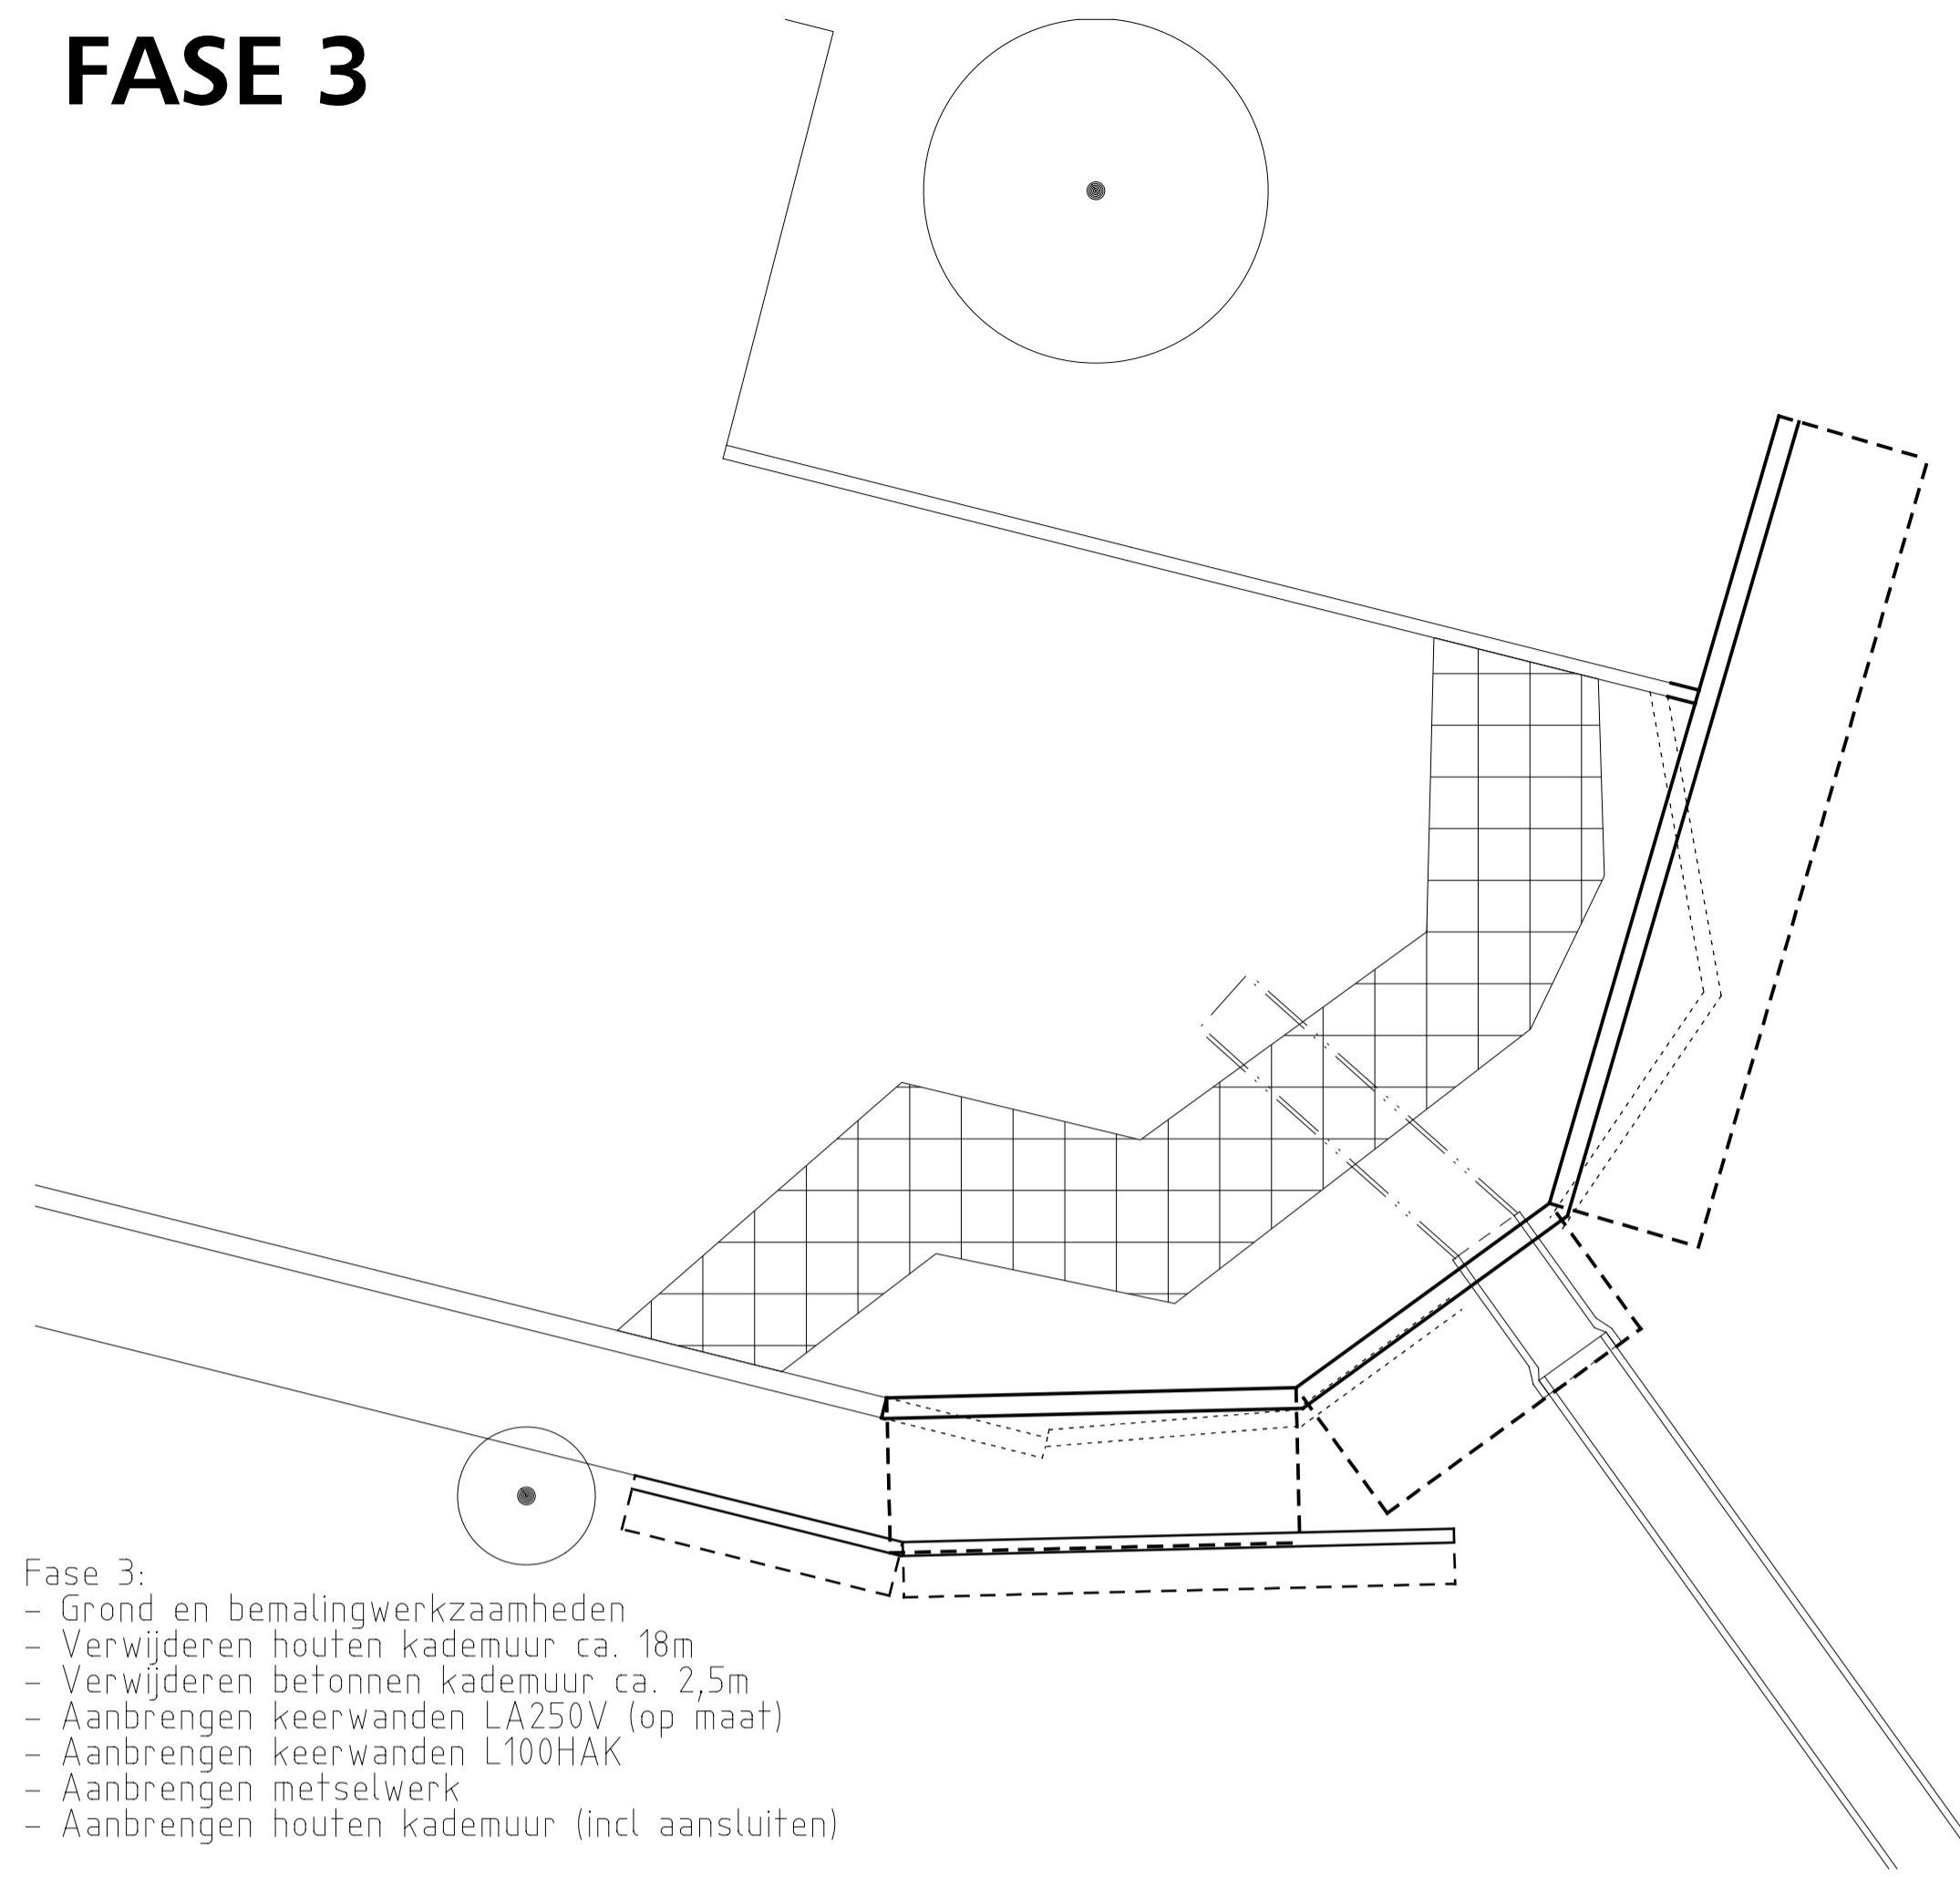 FASE 3
Fase 3:
- Grond en bemalingwerkzaamheden
- Verwijderen houten kademuur ca. 18m
- Verwijderen betonnen kademuur ca. 2,5m
- Aanbrengen keerwanden LA250V (op maat)
- Aanbrengen keerwanden L100HAK
- Aanbrengen metselwerk
- Aanbrengen houten kademuur (incl aansluiten)